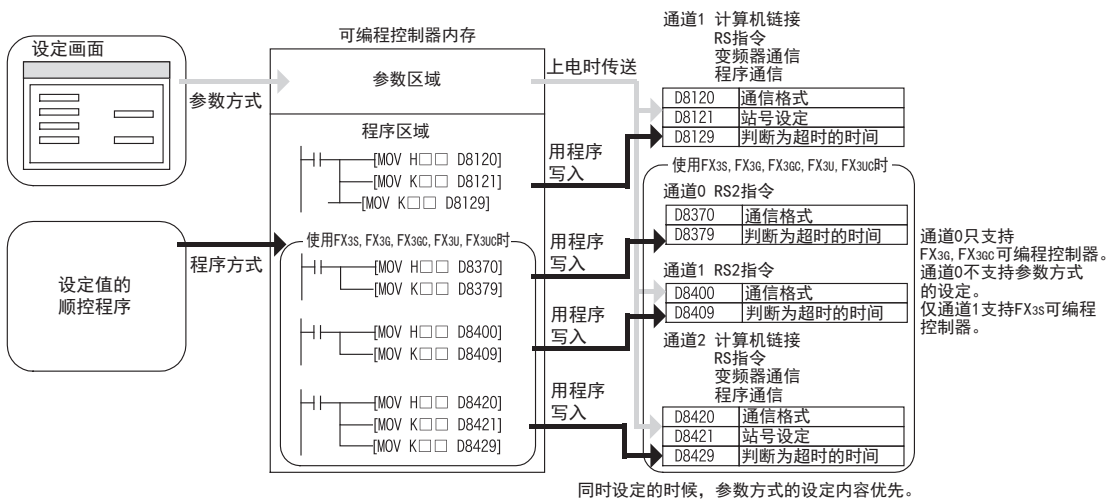 设定画面
参数方式
设定值的
顺控程序
程序方式
可编程控制器内存
参数区域
程序区域
[MOV H□□ D8120]
[MOV K□□ D8121]
[MOV K□□ D8129]
使用FX3S, FX3G, FX3GC, FX3U, FX3UC时
[MOV H□□ D8370]
[MOV K□□ D8379]
[MOV H□□ D8400]
[MOV K□□ D8409]
[MOV H□□ D8420]
[MOV K□□ D8421]
[MOV K□□ D8429]
上电时传送
用程序
写入
用程序
写入
用程序
写入
用程序
写入
通道1 计算机链接
RS指令
变频器通信
程序通信
D8120 通信格式
D8121 站号设定
D8129 判断为超时的时间
使用FX3S, FX3G, FX3GC, FX3U, FX3UC时
通道0 RS2指令
D8370 通信格式
D8379 判断为超时的时间
通道1 RS2指令
D8400 通信格式
D8409 判断为超时的时间
通道2 计算机链接
RS指令
变频器通信
程序通信
D8420 通信格式
D8421 站号设定
D8429 判断为超时的时间
通道0只支持
FX3G, FX3GC可编程控制器。
通道0不支持参数方式
的设定。
仅通道1支持FX3S可编程
控制器。
同时设定的时候，参数方式的设定内容优先。